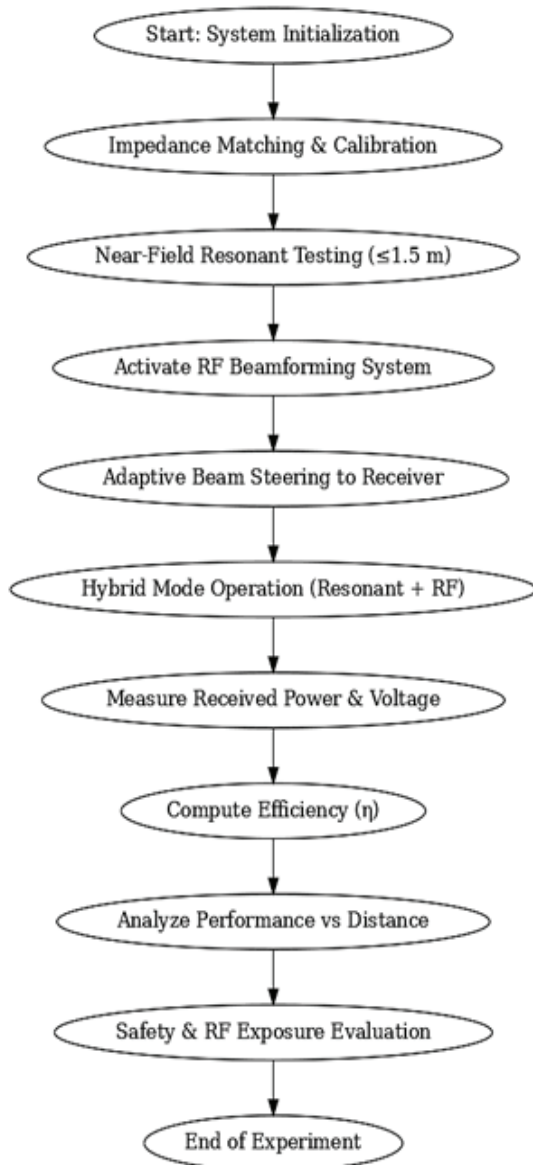 Start: System Initialization
Impedance Matching & Calibration
Near-Field Resonant Testing (≤1.5 m)
Activate RF Beamforming System
Adaptive Beam Steering to Receiver
Hybrid Mode Operation (Resonant + RF)
Measure Received Power & Voltage
Compute Efficiency (η)
Analyze Performance vs Distance
Safety & RF Exposure Evaluation
End of Experiment